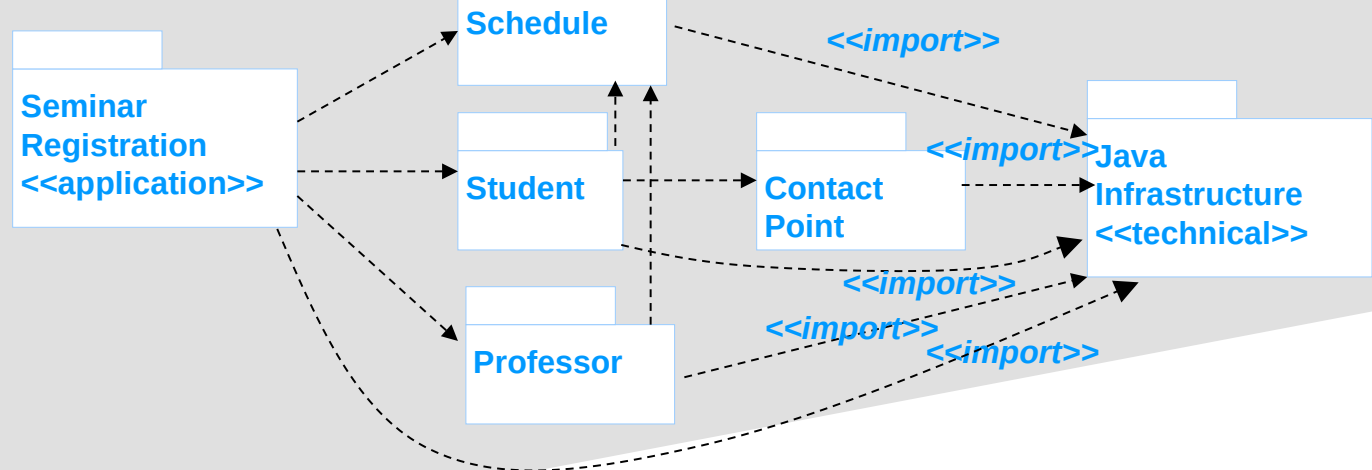 Schedule
<<import>>
Seminar
Registration
<<application>>
Student
Contact
Point
<<import>>
Java
Infrastructure
<<technical>>
<<import>>
<<import>>
<<import>>
Professor